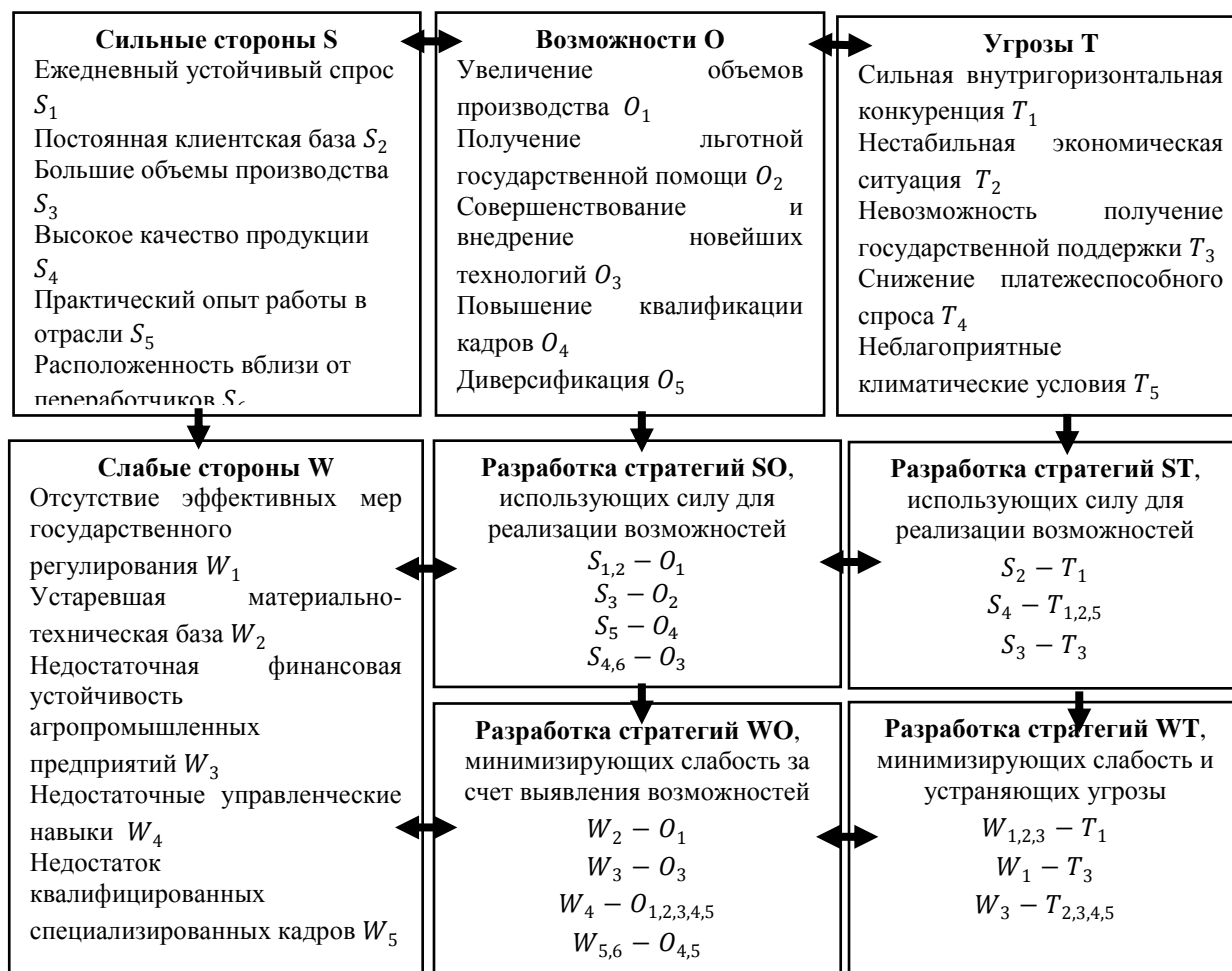 Сильные стороны S
Ежедневный устойчивый спрос
S₁
Постоянная клиентская база S₂
Большие объемы производства
S₃
Высокое качество продукции
S₄
Практический опыт работы в
отрасли S₅
Расположенность вблизи от
переработчиков S₆
Возможности O
Увеличение объемов
производства O₁
Получение льготной
государственной помощи O₂
Совершенствование и
внедрение новейших
технологий O₃
Повышение квалификации
кадров O₄
Диверсификация O₅
Угрозы T
Сильная внутригоризонтальная
конкуренция T₁
Нестабильная экономическая
ситуация T₂
Невозможность получение
государственной поддержки T₃
Снижение платежеспособного
спроса T₄
Неблагоприятные
климатические условия T₅
Слабые стороны W
Отсутствие эффективных мер
государственного
регулирования W₁
Устаревшая материально-
техническая база W₂
Недостаточная финансовая
устойчивость
агропромышленных
предприятий W₃
Недостаточные управленческие
навыки W₄
Недостаток
квалифицированных
специализированных кадров W₅
Разработка стратегий SO,
использующих силу для
реализации возможностей
S₁,₂ − O₁
S₃ − O₂
S₅ − O₄
S₄,₆ − O₃
Разработка стратегий ST,
использующих силу для
реализации возможностей
S₂ − T₁
S₄ − T₁,₂,₅
S₃ − T₃
Разработка стратегий WO,
минимизирующих слабость за
счет выявления возможностей
W₂ − O₁
W₃ − O₃
W₄ − O₁,₂,₃,₄,₅
W₅,₆ − O₄,₅
Разработка стратегий WT,
минимизирующих слабость и
устраняющих угрозы
W₁,₂,₃ − T₁
W₁ − T₃
W₃ − T₂,₃,₄,₅